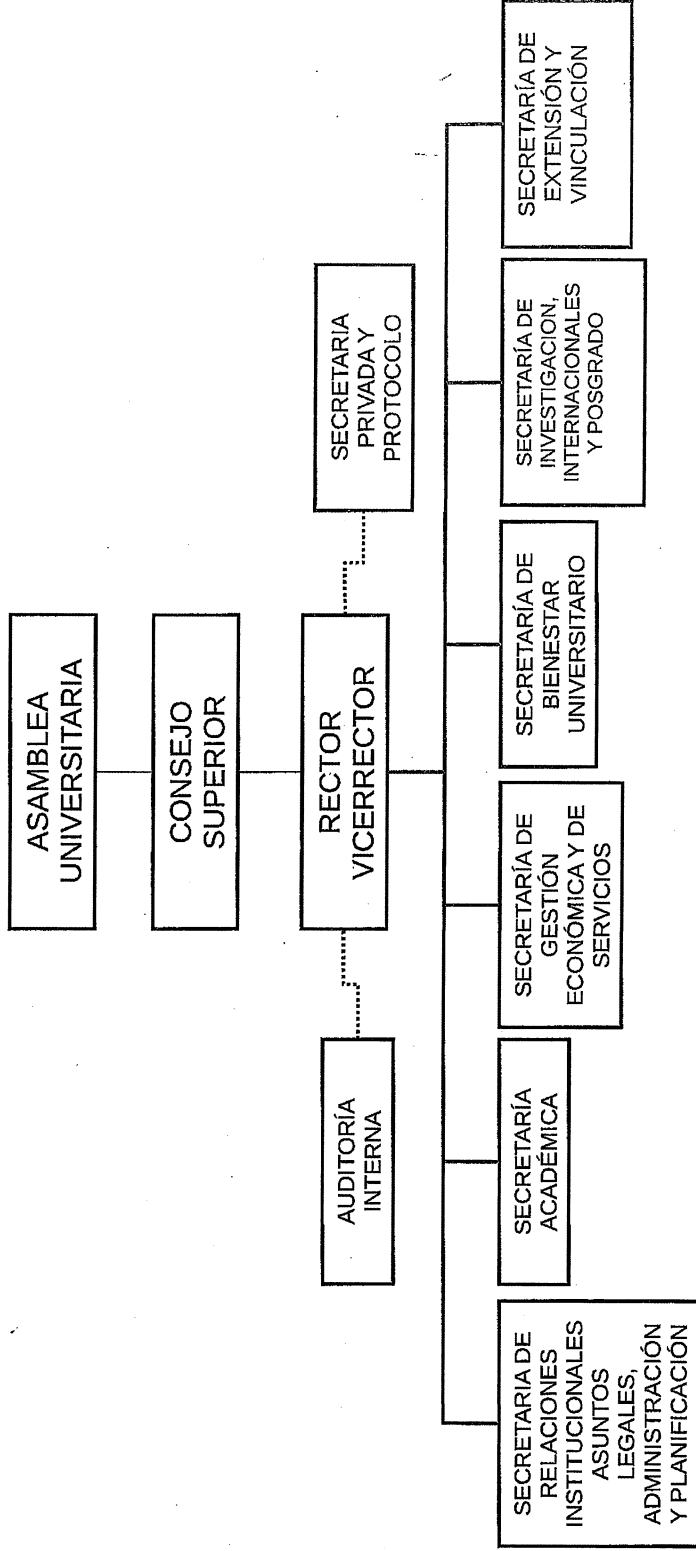 ASAMBLEA
UNIVERSITARIA
CONSEJO
SUPERIOR
RECTOR
VICERRECTOR
AUDITORÍA
INTERNA
SECRETARIA
PRIVADA Y
PROTOCOLO
SECRETARIA DE
RELACIONES
INSTITUCIONALES
ASUNTOS
LEGALES,
ADMINISTRACIÓN
Y PLANIFICACIÓN
SECRETARÍA
ACADÉMICA
SECRETARÍA DE
GESTIÓN
ECONÓMICA Y DE
SERVICIOS
SECRETARÍA DE
BIENESTAR
UNIVERSITARIO
SECRETARÍA DE
INVESTIGACION,
INTERNACIONALES
Y POSGRADO
SECRETARÍA DE
EXTENSIÓN Y
VINCULACIÓN